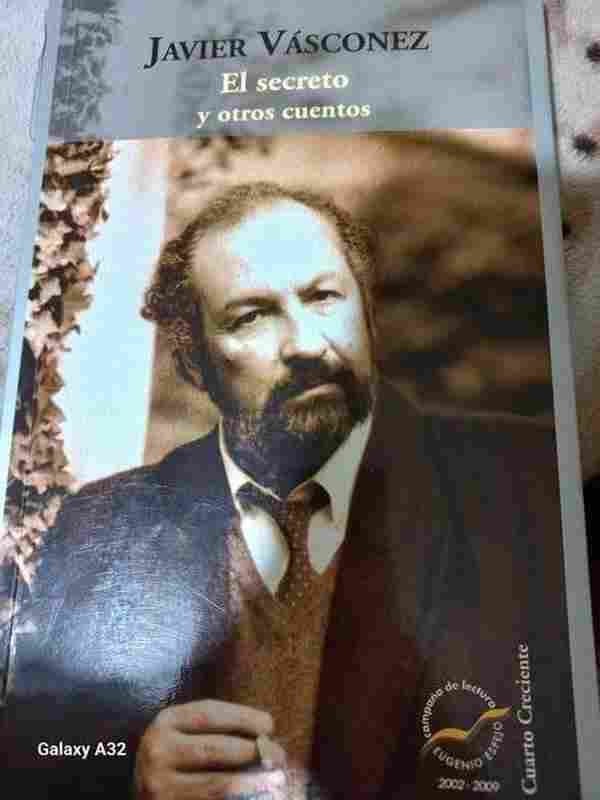 JAVIER VÁSCONEZ
El secreto
y otros cuentos
campaña de lectura
EUGENIO ESPEJO
2002 - 2009
Cuarto Creciente
Galaxy A32